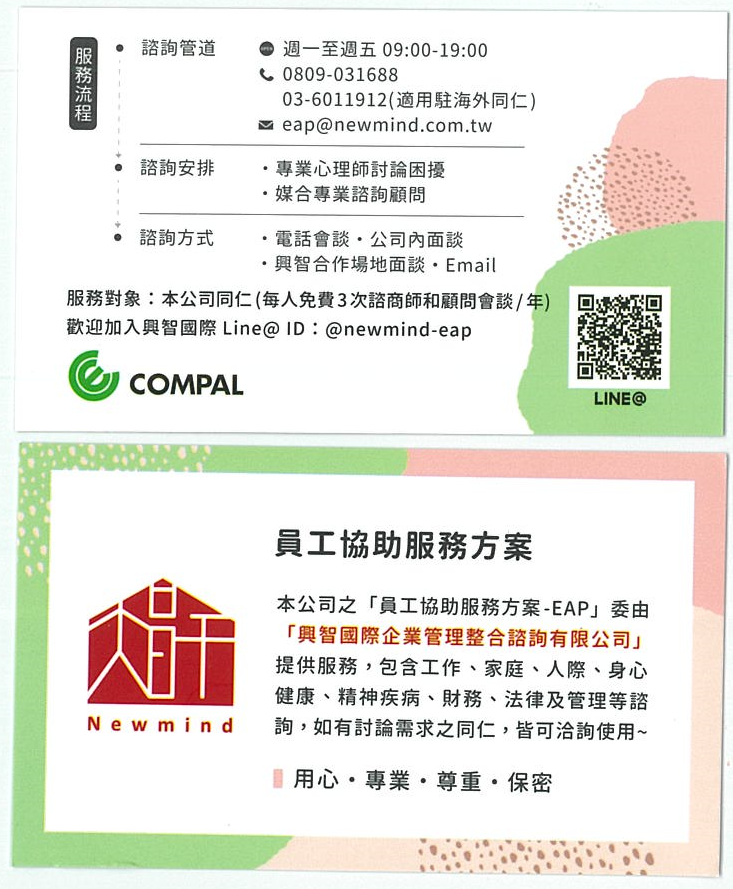 服務流程
諮詢管道
OPEN 週一至週五 09:00-19:00
0809-031688
03-6011912(適用駐海外同仁)
eap@newmind.com.tw
諮詢安排
・專業心理師討論困擾
・媒合專業諮詢顧問
諮詢方式
・電話會談・公司內面談
・興智合作場地面談・Email
服務對象：本公司同仁(每人免費3次諮商師和顧問會談/年)
歡迎加入興智國際 Line@ ID：@newmind-eap
COMPAL
LINE@
員工協助服務方案
本公司之「員工協助服務方案-EAP」委由
「興智國際企業管理整合諮詢有限公司」
提供服務，包含工作、家庭、人際、身心
健康、精神疾病、財務、法律及管理等諮
詢，如有討論需求之同仁，皆可洽詢使用~
Newmind
用心・專業・尊重・保密